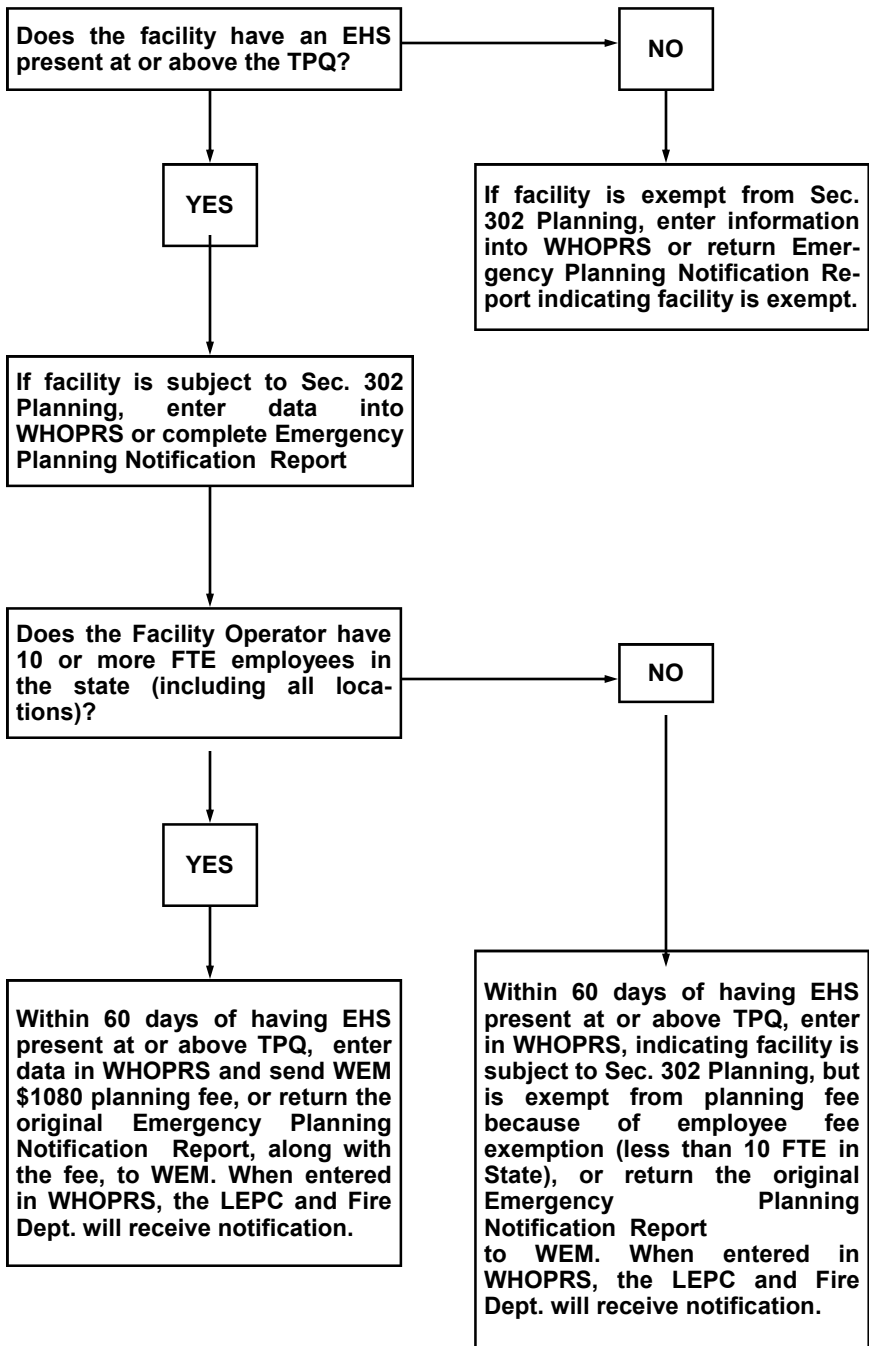 Does the facility have an EHS
present at or above the TPQ?
NO
YES
If facility is exempt from Sec.
302 Planning, enter information
into WHOPRS or return Emer-
gency Planning Notification Re-
port indicating facility is exempt.
If facility is subject to Sec. 302
Planning, enter data into
WHOPRS or complete Emergency
Planning Notification Report
Does the Facility Operator have
10 or more FTE employees in
the state (including all loca-
tions)?
NO
YES
Within 60 days of having EHS
present at or above TPQ, enter
data in WHOPRS and send WEM
$1080 planning fee, or return the
original Emergency Planning
Notification Report, along with
the fee, to WEM. When entered
in WHOPRS, the LEPC and Fire
Dept. will receive notification.
Within 60 days of having EHS
present at or above TPQ, enter
in WHOPRS, indicating facility is
subject to Sec. 302 Planning, but
is exempt from planning fee
because of employee fee
exemption (less than 10 FTE in
State), or return the original
Emergency Planning
Notification Report
to WEM. When entered in
WHOPRS, the LEPC and Fire
Dept. will receive notification.